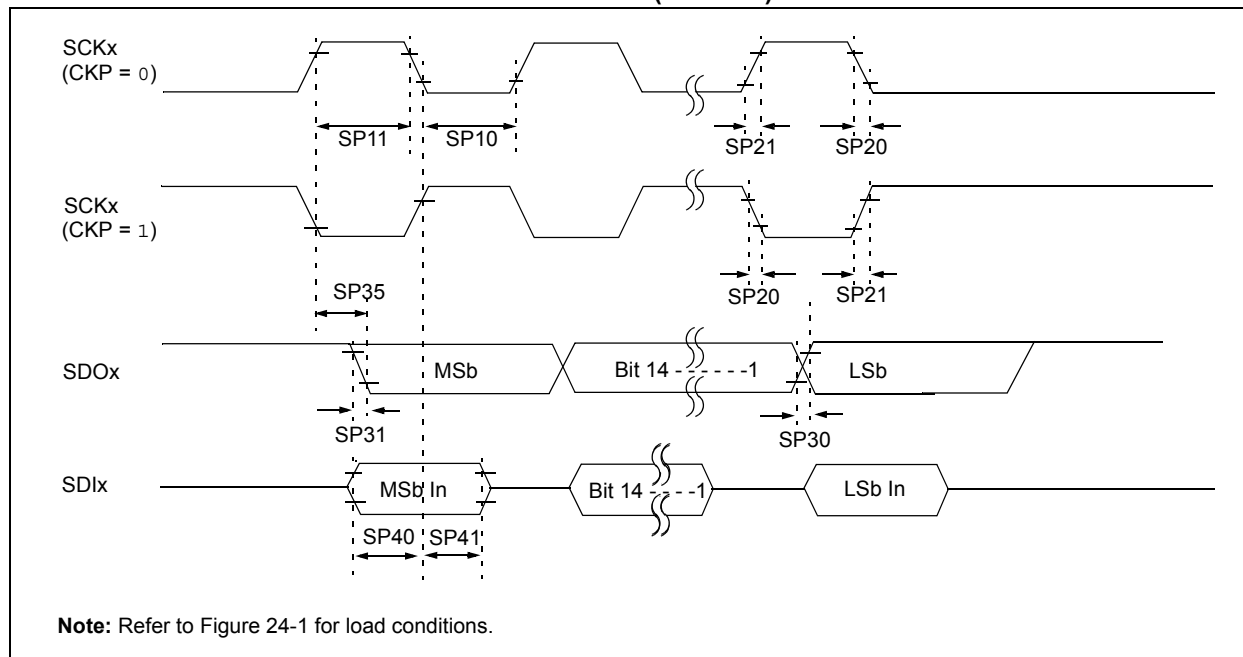 SCKx
(CKP = 0)
SP11
SP10
SP21
SP20
SCKx
(CKP = 1)
SP35
SP20
SP21
SDOx
MSb
Bit 14 - - - - - -1
LSb
SP31
SP30
SDIx
MSb In
Bit 14 - - - - -1
LSb In
SP40
SP41
Note: Refer to Figure 24-1 for load conditions.